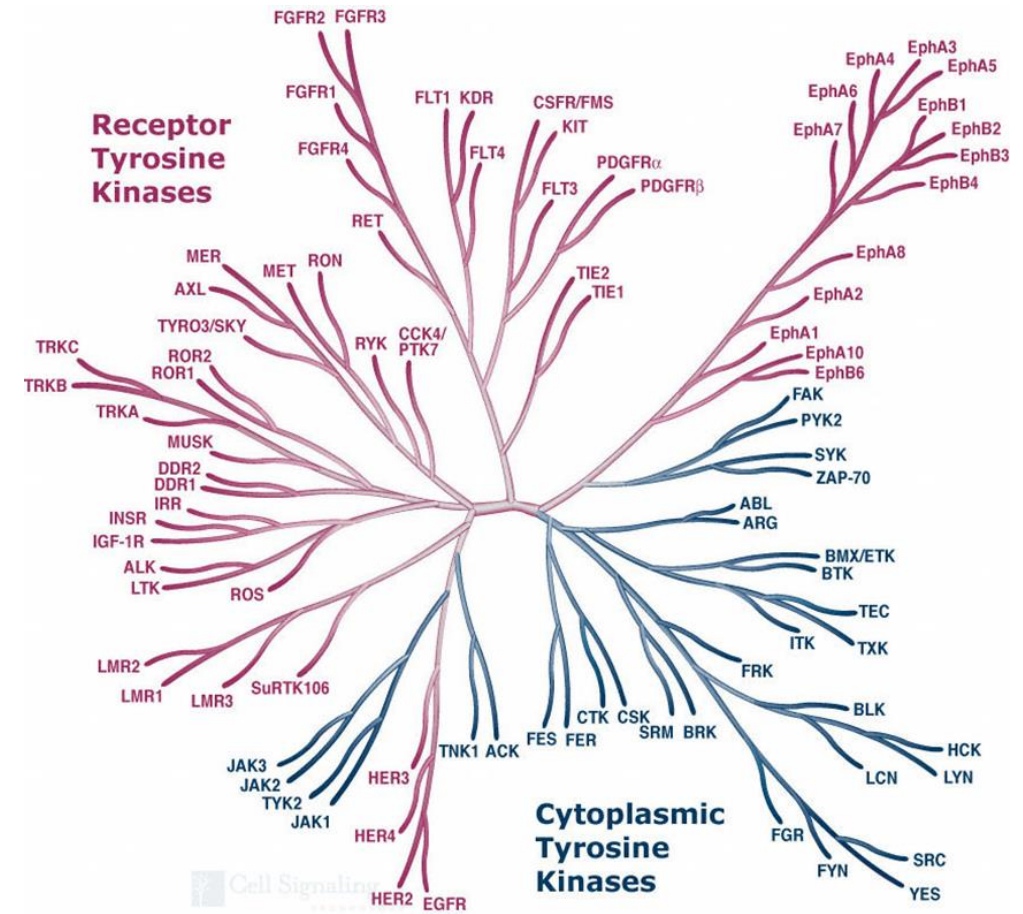 FGFR2 FGFR3
FGFR1
FGFR4
RET
FLT1 KDR
FLT4
CSFR/FMS
KIT
FLT3
PDGFRα
PDGFRβ
TIE2
TIE1
EphA3
EphA4
EphA5
EphA6
EphB1
EphA7
EphB2
EphB3
EphB4
EphA8
EphA2
EphA1
EphA10
EphB6
Receptor
Tyrosine
Kinases
MER
MET
RON
AXL
TYRO3/SKY
RYK
CCK4/
PTK7
TRKC
TRKB
ROR2
ROR1
TRKA
MUSK
DDR2
DDR1
IRR
INSR
IGF-1R
ALK
LTK
ROS
LMR2
LMR1
LMR3
SuRTK106
FAK
PYK2
SYK
ZAP-70
ABL
ARG
BMX/ETK
BTK
TEC
ITK
TXK
FRK
BLK
HCK
LYN
LCN
JAK3
JAK2
TYK2
JAK1
HER3
HER4
HER2 EGFR
TNK1 ACK
FES FER
CTK CSK
SRM BRK
FGR
FYN
SRC
YES
Cytoplasmic
Tyrosine
Kinases
Cell Signaling